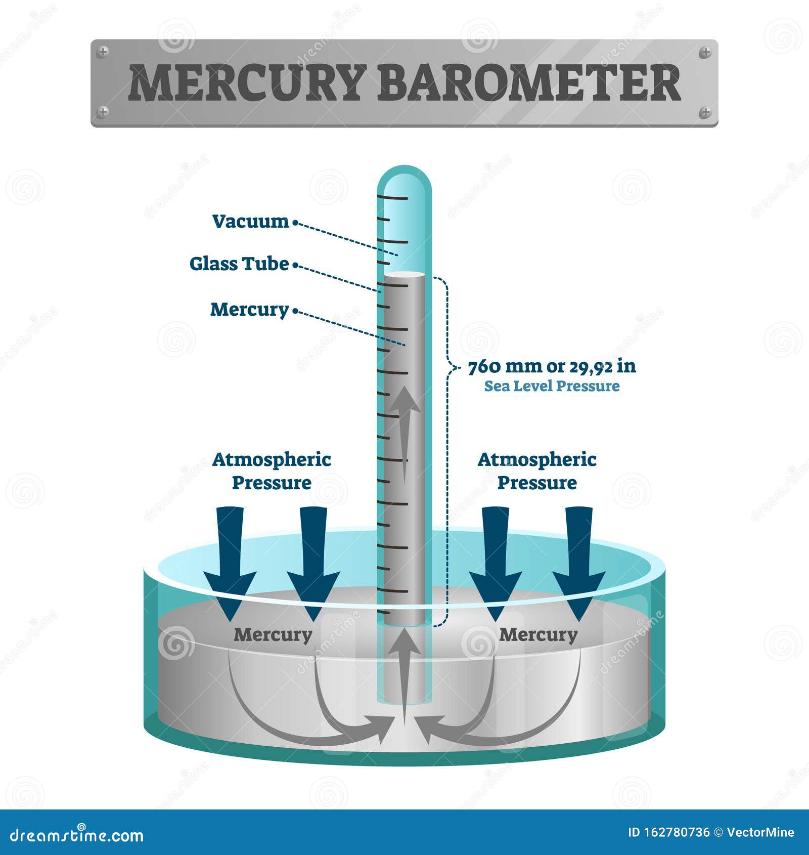 MERCURY BAROMETER
Vacuum
Glass Tube
Mercury
760 mm or 29,92 in
Sea Level Pressure
Atmospheric
Pressure
Atmospheric
Pressure
Mercury
Mercury
dreamstime.com
ID 162780736 © VectorMine